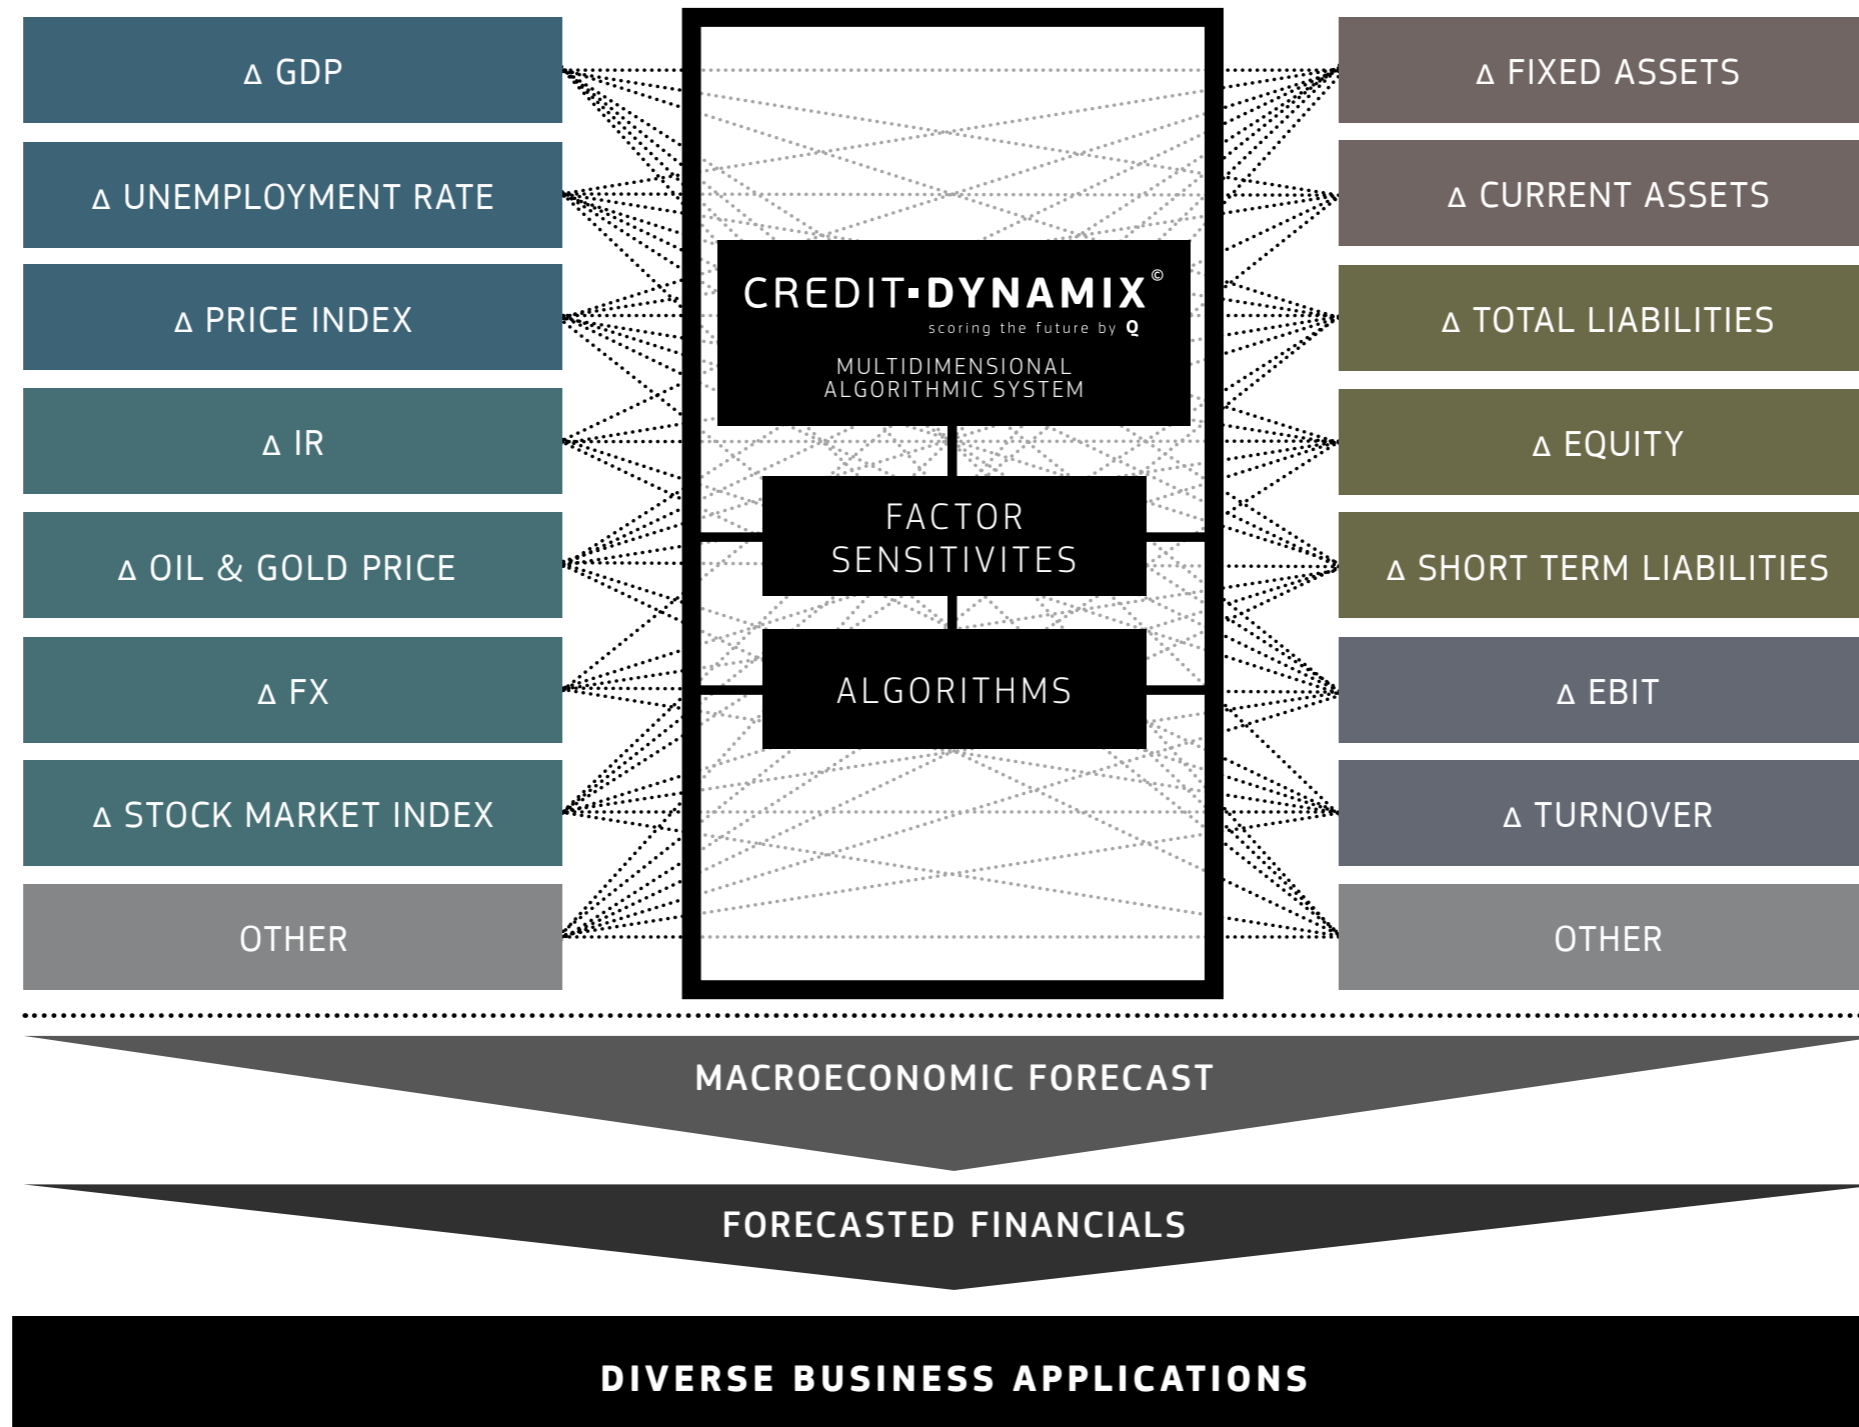 Δ GDP
Δ UNEMPLOYMENT RATE
Δ PRICE INDEX
Δ IR
Δ OIL & GOLD PRICE
Δ FX
Δ STOCK MARKET INDEX
OTHER
CREDIT▪DYNAMIX©
scoring the future by Q
MULTIDIMENSIONAL
ALGORITHMIC SYSTEM
FACTOR
SENSITIVITES
ALGORITHMS
Δ FIXED ASSETS
Δ CURRENT ASSETS
Δ TOTAL LIABILITIES
Δ EQUITY
Δ SHORT TERM LIABILITIES
Δ EBIT
Δ TURNOVER
OTHER
MACROECONOMIC FORECAST
FORECASTED FINANCIALS
DIVERSE BUSINESS APPLICATIONS